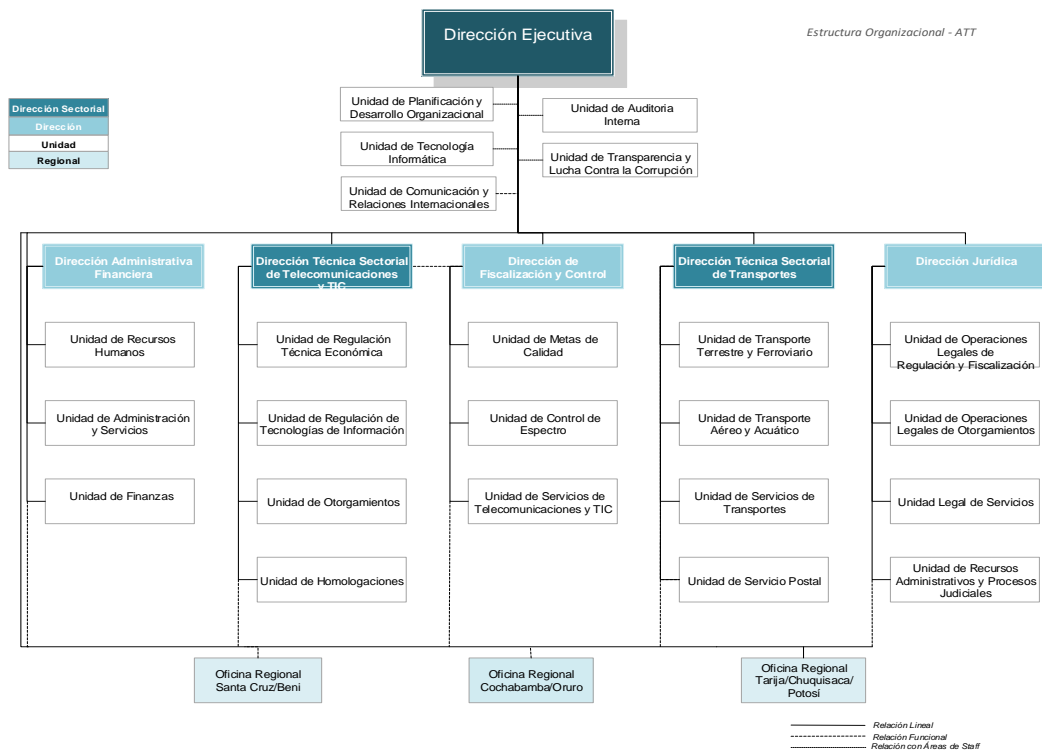 Dirección Ejecutiva
Estructura Organizacional - ATT
Unidad de Planificación y
Desarrollo Organizacional
Unidad de Auditoria
Interna
Dirección Sectorial
Dirección
Unidad
Regional
Unidad de Tecnología
Informática
Unidad de Transparencia y
Lucha Contra la Corrupción
Unidad de Comunicación y
Relaciones Internacionales
Dirección Administrativa
Financiera
Dirección Técnica Sectorial
de Telecomunicaciones
y TIC
Dirección de
Fiscalización y Control
Dirección Técnica Sectorial
de Transportes
Dirección Jurídica
Unidad de Recursos
Humanos
Unidad de Regulación
Técnica Económica
Unidad de Metas de
Calidad
Unidad de Transporte
Terrestre y Ferroviario
Unidad de Operaciones
Legales de
Regulación y Fiscalización
Unidad de Administración
y Servicios
Unidad de Regulación de
Tecnologías de Información
Unidad de Control de
Espectro
Unidad de Transporte
Aéreo y Acuático
Unidad de Operaciones
Legales de Otorgamientos
Unidad de Finanzas
Unidad de Otorgamientos
Unidad de Servicios de
Telecomunicaciones y TIC
Unidad de Servicios de
Transportes
Unidad Legal de Servicios
Unidad de Homologaciones
Unidad de Servicio Postal
Unidad de Recursos
Administrativos y Procesos
Judiciales
Oficina Regional
Santa Cruz/Beni
Oficina Regional
Cochabamba/Oruro
Oficina Regional
Tarija/Chuquisaca/
Potosí
Relación Lineal
Relación Funcional
Relación con Áreas de Staff